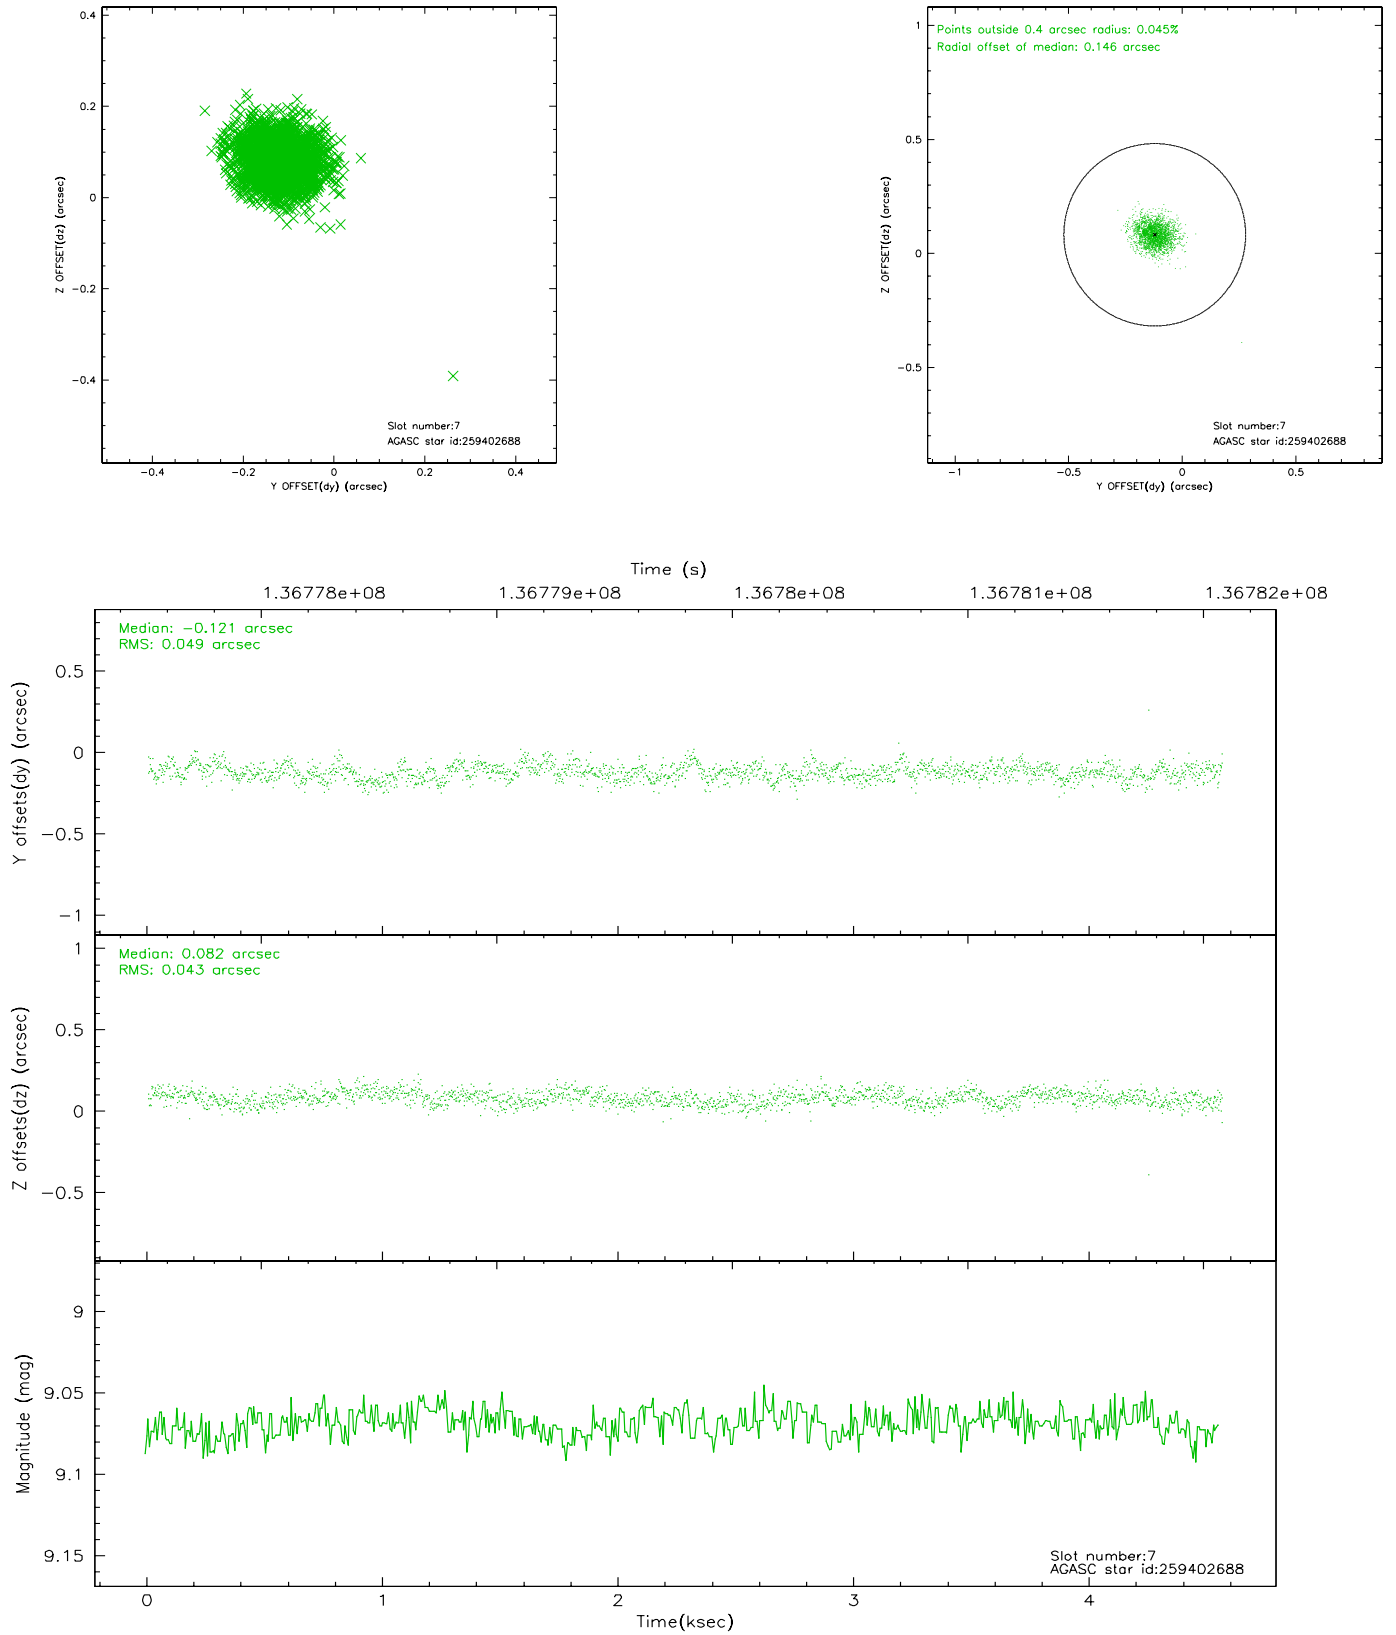 0.4
0.2
0
−0.2
−0.4
Z OFFSET(dz) (arcsec)
Slot number:7
AGASC star id:259402688
−0.4
−0.2
0
0.2
0.4
Y OFFSET(dy) (arcsec)
Points outside 0.4 arcsec radius: 0.045%
Radial offset of median: 0.146 arcsec
1
0.5
0
−0.5
Z OFFSET(dz) (arcsec)
Slot number:7
AGASC star id:259402688
−1
−0.5
0
0.5
Y OFFSET(dy) (arcsec)
Time (s)
1.36778e+08
1.36779e+08
1.3678e+08
1.36781e+08
1.36782e+08
Median: −0.121 arcsec
RMS: 0.049 arcsec
0.5
0
−0.5
−1
Y offsets(dy) (arcsec)
Median: 0.082 arcsec
RMS: 0.043 arcsec
1
0.5
0
−0.5
Z offsets(dz) (arcsec)
9
9.05
9.1
9.15
Magnitude (mag)
Slot number:7
AGASC star id:259402688
0
1
2
3
4
Time(ksec)